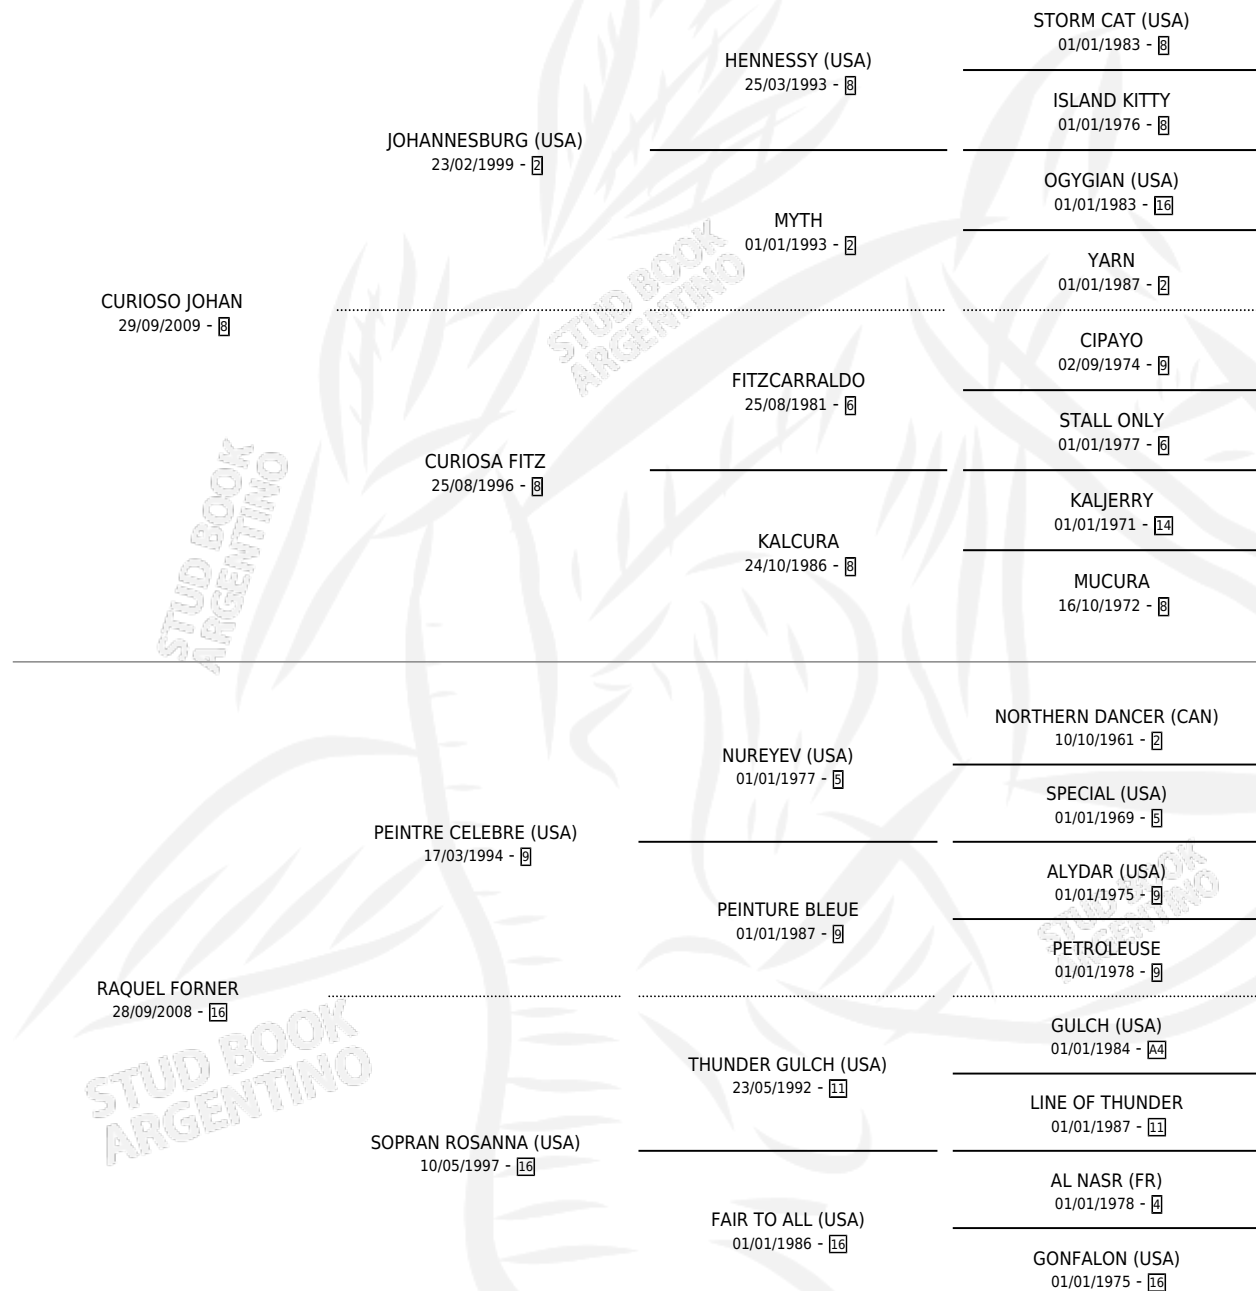 STORM CAT (USA)
01/01/1983 - 8
HENNESSY (USA)
25/03/1993 - 8
ISLAND KITTY
01/01/1976 - 8
JOHANNESBURG (USA)
23/02/1999 - 2
OGYGIAN (USA)
01/01/1983 - 16
MYTH
01/01/1993 - 2
YARN
01/01/1987 - 2
CURIOSO JOHAN
29/09/2009 - 8
STUD BOOK
ARGENTINO
CIPAYO
02/09/1974 - 9
FITZCARRALDO
25/08/1981 - 6
STALL ONLY
01/01/1977 - 6
CURIOSA FITZ
25/08/1996 - 8
KALJERRY
01/01/1971 - 14
KALCURA
24/10/1986 - 8
MUCURA
16/10/1972 - 8
STUD BOOK
ARGENTINO
NORTHERN DANCER (CAN)
10/10/1961 - 2
NUREYEV (USA)
01/01/1977 - 5
SPECIAL (USA)
01/01/1969 - 5
PEINTRE CELEBRE (USA)
17/03/1994 - 9
ALYDAR (USA)
01/01/1975 - 9
STUD BOOK
ARGENTINO
PEINTURE BLEUE
01/01/1987 - 9
PETROLEUSE
01/01/1978 - 9
RAQUEL FORNER
28/09/2008 - 16
STUD BOOK
ARGENTINO
GULCH (USA)
01/01/1984 - A4
THUNDER GULCH (USA)
23/05/1992 - 11
LINE OF THUNDER
01/01/1987 - 11
SOPRAN ROSANNA (USA)
10/05/1997 - 16
AL NASR (FR)
01/01/1978 - 4
FAIR TO ALL (USA)
01/01/1986 - 16
GONFALON (USA)
01/01/1975 - 16